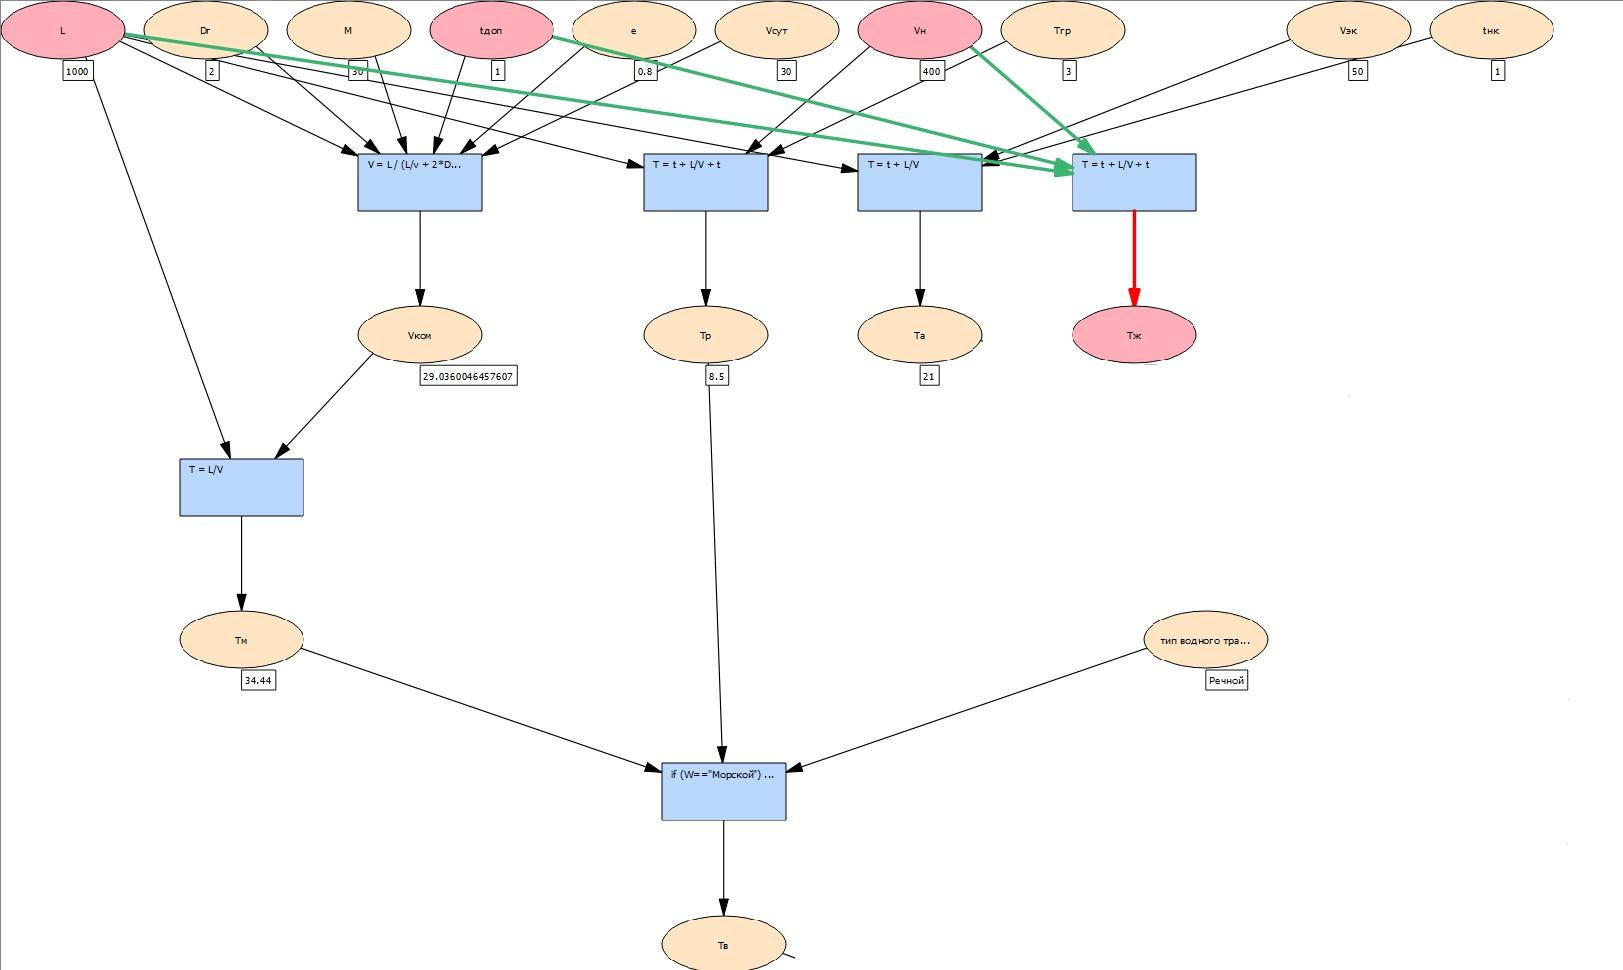 L
Dr
M
tдоп
e
Vсут
Vн
Tгр
Vэк
tнк
1000
2
30
1
0.8
30
400
3
50
1
V = L / (L/v + 2*D...
T = t + L/V + t
T = t + L/V
T = t + L/V + t
Vком
Tр
Tа
Tж
29.0360046457607
8.5
21
T = L/V
Tм
тип водного тра...
34.44
Речной
if (W=="Морской") ...
Tв